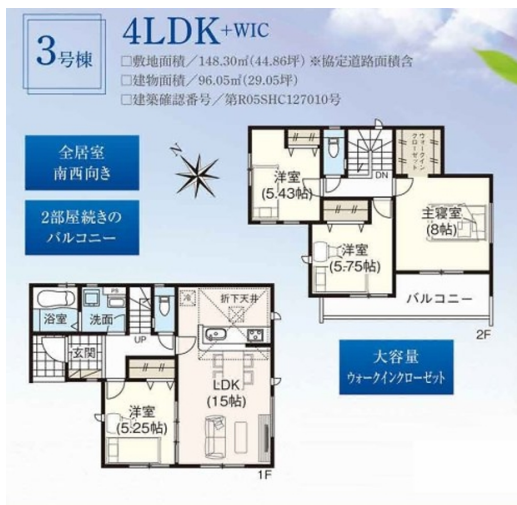 3号棟
4LDK+WIC
□敷地面積／148.30㎡(44.86坪) ※協定道路面積含
□建物面積／96.05㎡(29.05坪)
□建築確認番号／第R05SHC127010号
全居室
南西向き
2部屋続きの
バルコニー
N
洋室
(5.43帖)
DN
ウォークイン
クローゼット
主寝室
(8帖)
洋室
(5.75帖)
バルコニー
2F
大容量
ウォークインクローゼット
浴室
洗面
PS
冷
折下天井
玄関
UP
LDK
(15帖)
洋室
(5.25帖)
1F